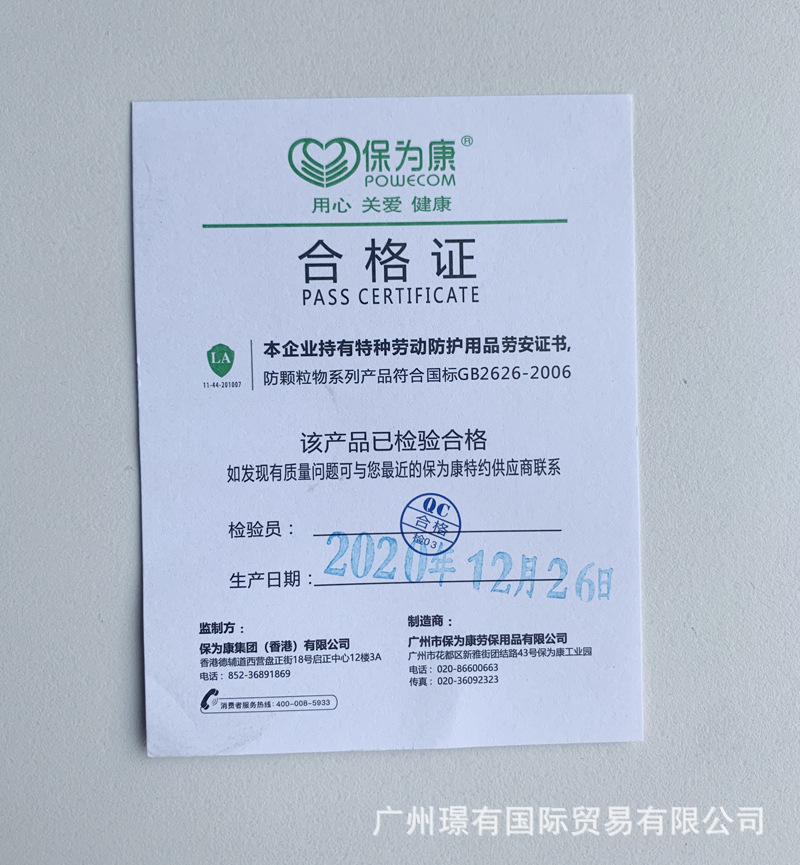 保为康®
POWECOM
用心 关爱 健康
合格证
PASS CERTIFICATE
LA
11-44-201007
本企业持有特种劳动防护用品劳安证书,
防颗粒物系列产品符合国标GB2626-2006
该产品已检验合格
如发现有质量问题可与您最近的保为康特约供应商联系
检验员：
QC
合格
检03
生产日期：
2020年12月26日
监制方：
保为康集团（香港）有限公司
香港德辅道西营盘正街18号启正中心12楼3A
电话：852-36891869
消费者服务热线：400-008-5933
制造商：
广州市保为康劳保用品有限公司
广州市花都区新雅街团结路43号保为康工业园
电话：020-86600663
传真：020-36092323
广州璟有国际贸易有限公司